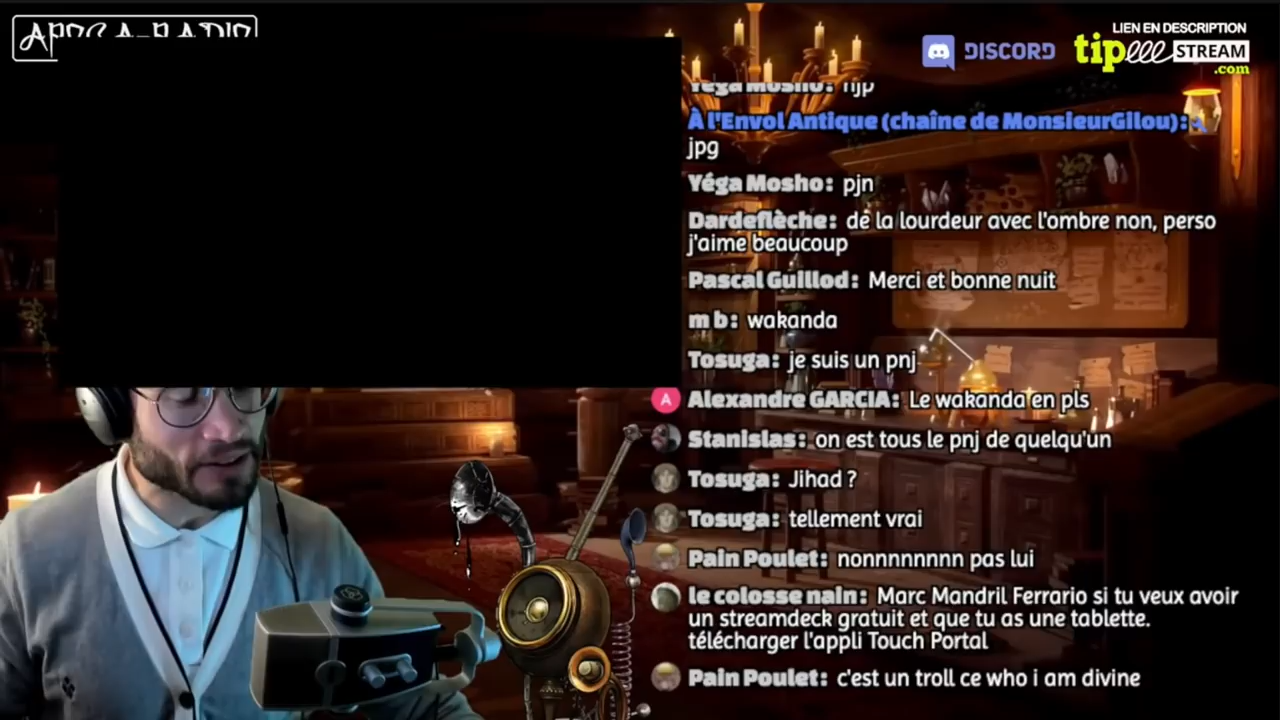 APOCA-RADIO
LIEN EN DESCRIPTION
DISCORD
tipeee STREAM
.com
Yéga Mosho: njp
À l'Envol Antique (chaîne de MonsieurGilou):
jpg
Yéga Mosho: pjn
Dardeflèche: de la lourdeur avec l'ombre non, perso
j'aime beaucoup
Pascal Guillod: Merci et bonne nuit
m b: wakanda
Tosuga: je suis un pnj
A Alexandre GARCIA: Le wakanda en pls
Stanislas: on est tous le pnj de quelqu'un
Tosuga: Jihad ?
Tosuga: tellement vrai
Pain Poulet: nonnnnnnnn pas lui
le colosse nain: Marc Mandril Ferrario si tu veux avoir
un streamdeck gratuit et que tu as une tablette.
télécharger l'appli Touch Portal
Pain Poulet: c'est un troll ce who i am divine